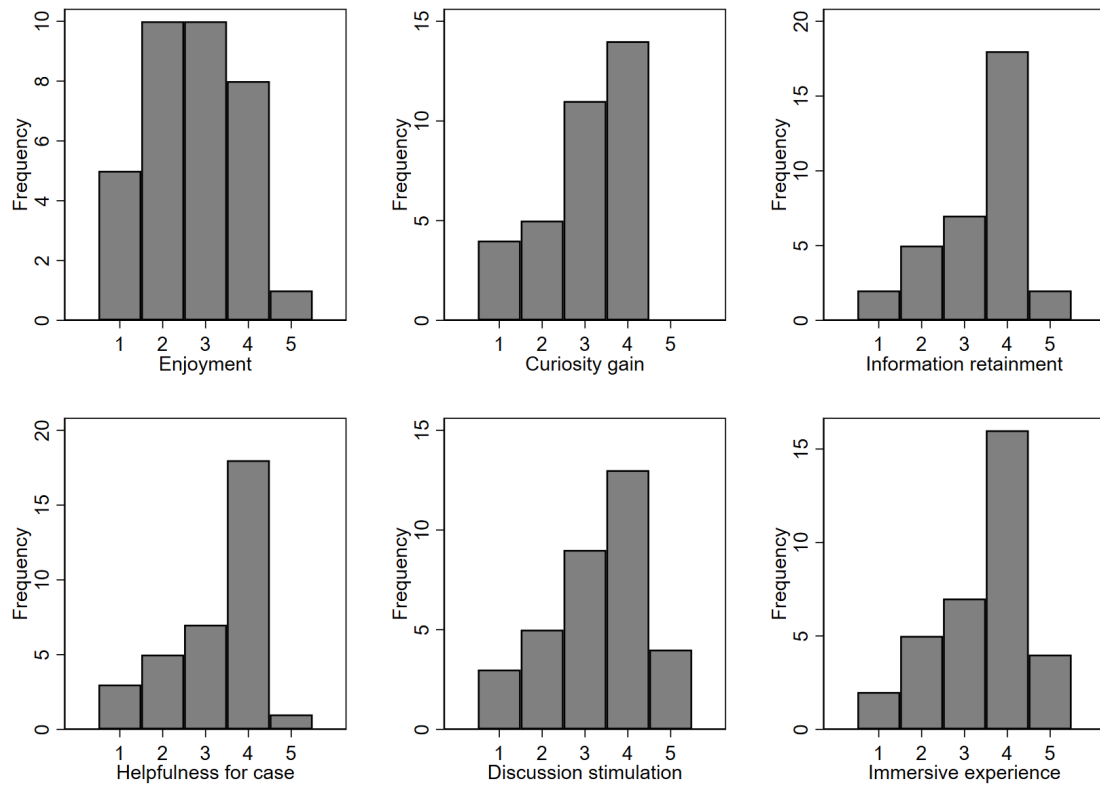 Frequency
0 2 4 6 8 10
1 2 3 4 5
Enjoyment
Frequency
0 5 10 15
1 2 3 4 5
Curiosity gain
Frequency
0 5 10 15 20
1 2 3 4 5
Information retainment
Frequency
0 5 10 15 20
1 2 3 4 5
Helpfulness for case
Frequency
0 5 10 15
1 2 3 4 5
Discussion stimulation
Frequency
0 5 10 15
1 2 3 4 5
Immersive experience